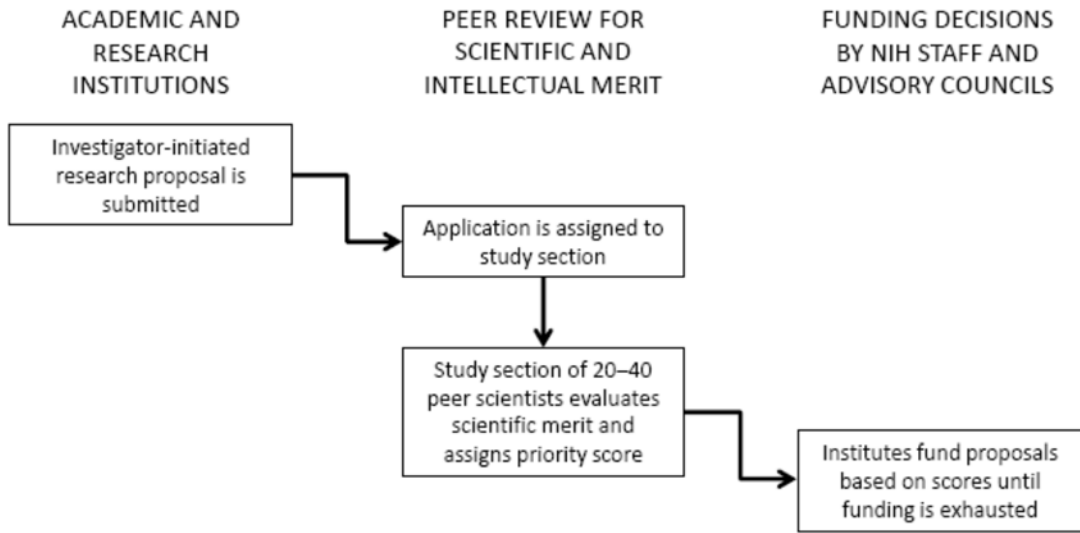 ACADEMIC AND
RESEARCH
INSTITUTIONS
PEER REVIEW FOR
SCIENTIFIC AND
INTELLECTUAL MERIT
FUNDING DECISIONS
BY NIH STAFF AND
ADVISORY COUNCILS
Investigator-initiated
research proposal is
submitted
Application is assigned to
study section
Study section of 20–40
peer scientists evaluates
scientific merit and
assigns priority score
Institutes fund proposals
based on scores until
funding is exhausted